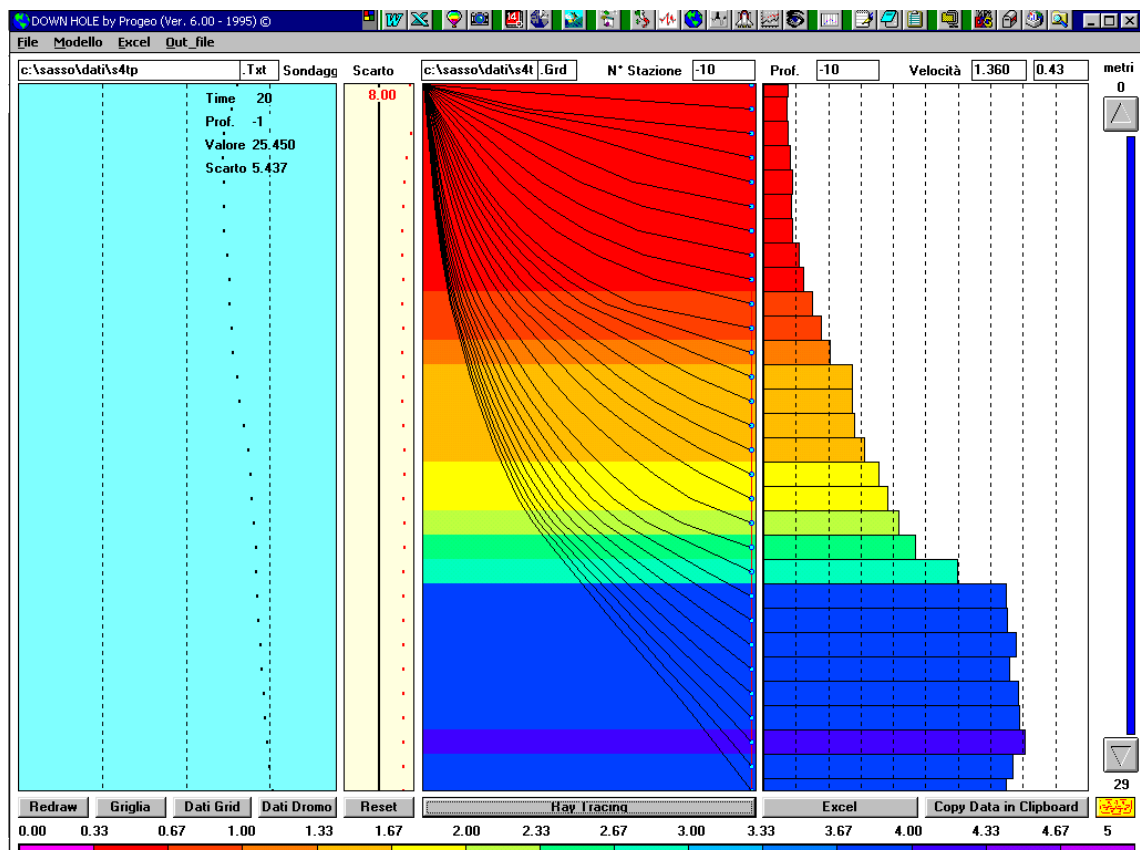 DOWN HOLE by Progeo (Ver. 6.00 - 1995) ©
File Modello Excel Out_file
c:\sasso\dati\s4tp .Txt Sondagg Scarto c:\sasso\dati\s4t .Grd N° Stazione -10 Prof. -10 Velocità 1.360 0.43 metri
0
Time 20
Prof. -1
Valore 25.450
Scarto 5.437
8.00
29
Redraw Griglia Dati Grid Dati Dromo Reset Ray Tracing Excel Copy Data in Clipboard
0.00 0.33 0.67 1.00 1.33 1.67 2.00 2.33 2.67 3.00 3.33 3.67 4.00 4.33 4.67 5